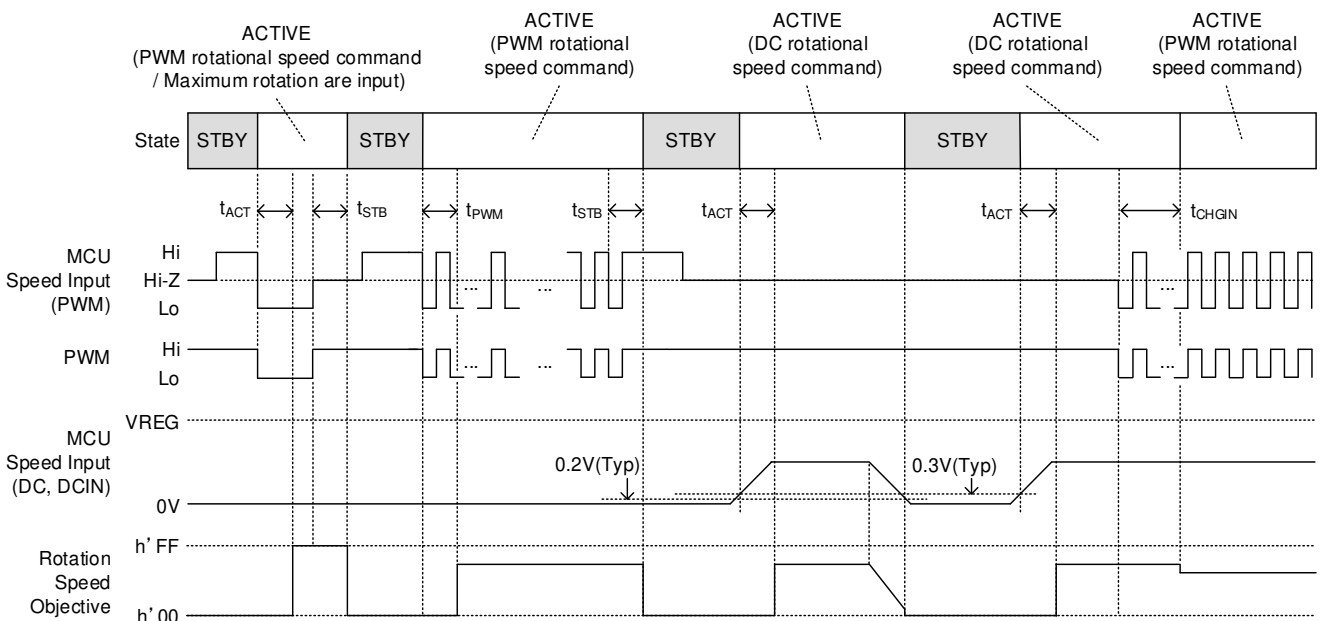 ACTIVE
(PWM rotational speed command
/ Maximum rotation are input)
ACTIVE
(PWM rotational
speed command)
ACTIVE
(DC rotational
speed command)
ACTIVE
(DC rotational
speed command)
ACTIVE
(PWM rotational
speed command)
State STBY STBY STBY STBY
tACT tSTB tPWM tSTB tACT tACT tCHGIN
MCU
Speed Input
(PWM)
Hi
Hi-Z
Lo
... ... ...
PWM
Hi
Lo
... ... ...
MCU
Speed Input
(DC, DCIN)
VREG
0.2V(Typ) 0.3V(Typ)
0V
Rotation
Speed
Objective
h' FF
h' 00